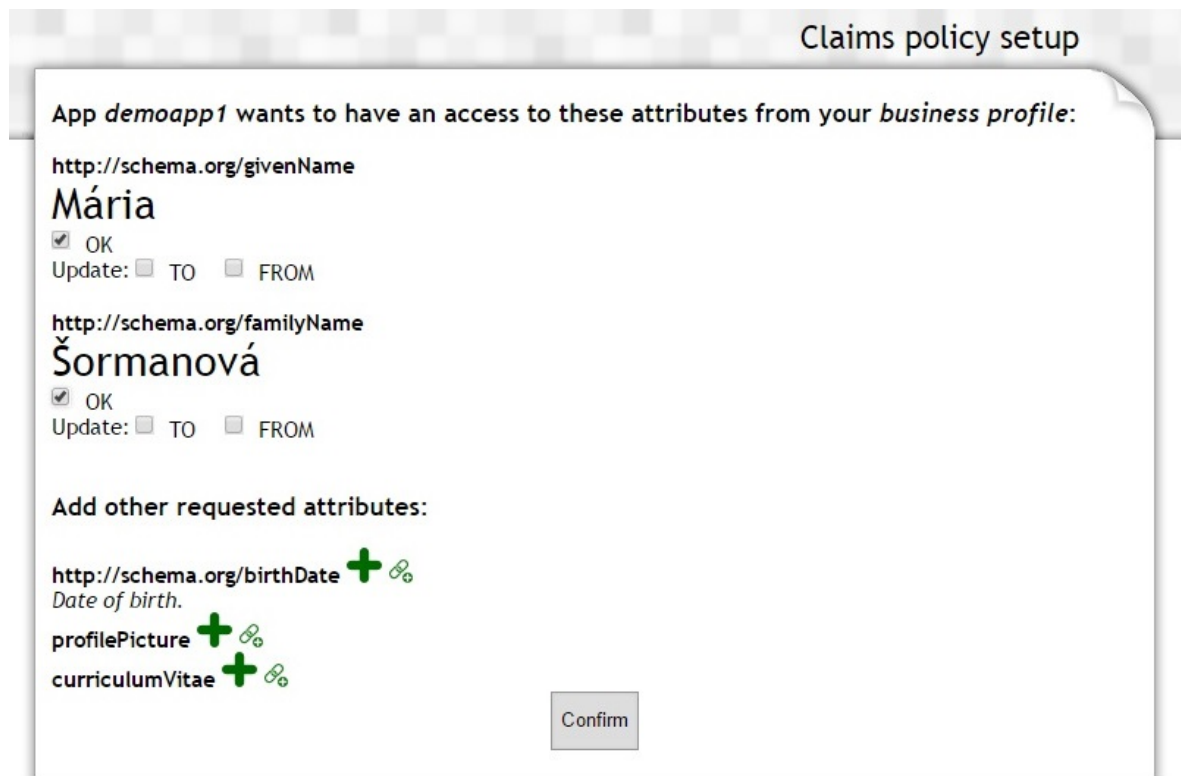 Claims policy setup
App demoapp1 wants to have an access to these attributes from your business profile:
http://schema.org/givenName
Mária
OK
Update: TO FROM
http://schema.org/familyName
Šormanová
OK
Update: TO FROM
Add other requested attributes:
http://schema.org/birthDate
Date of birth.
profilePicture
curriculumVitae
Confirm